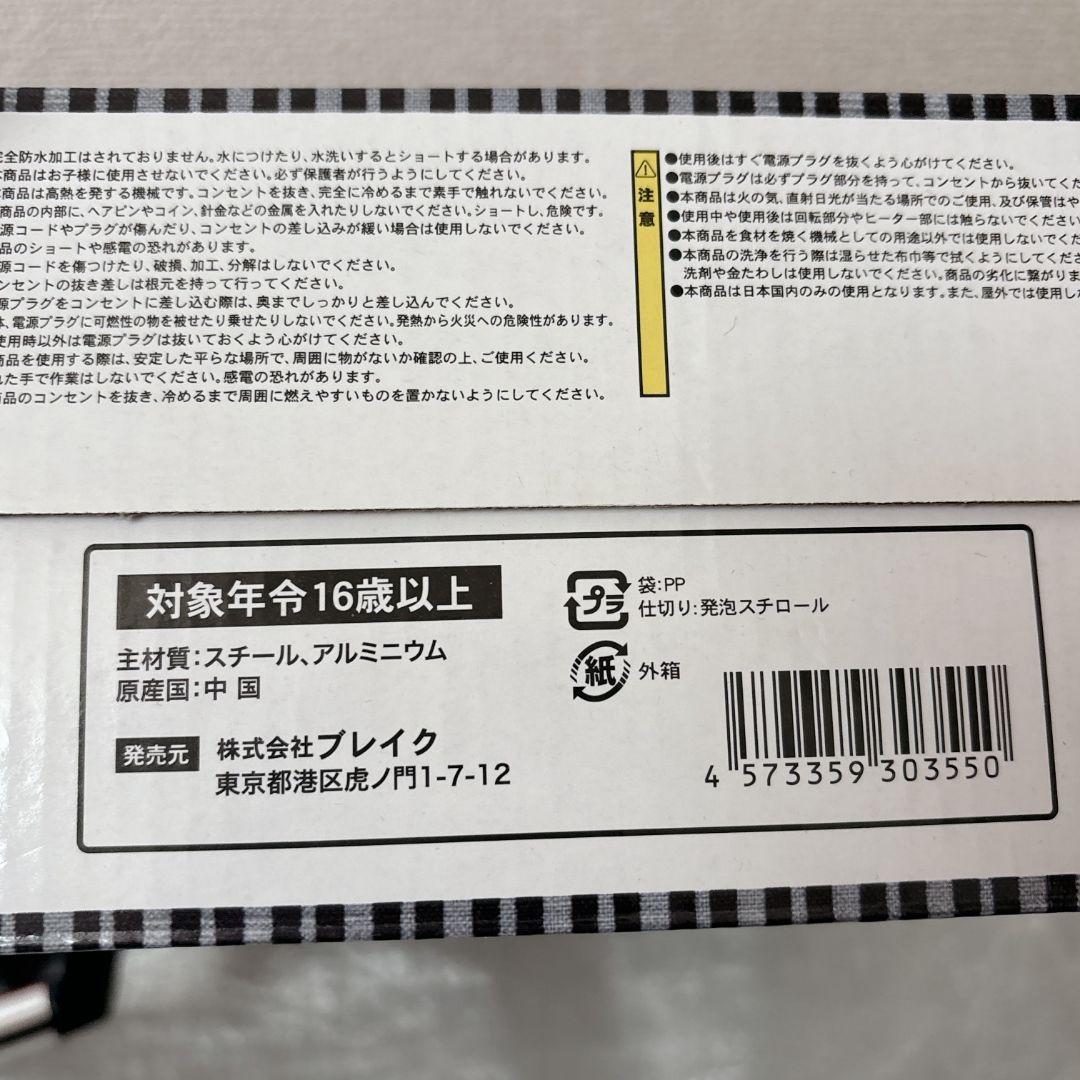 完全防水加工はされておりません。水につけたり、水洗いするとショートする場合があります。
本商品はお子様に使用させないでください。必ず保護者が行うようにしてください。
本商品は高熱を発する機械です。コンセントを抜き、完全に冷めるまで素手で触れないでください。
商品の内部に、ヘアピンやコイン、針金などの金属を入れたりしないでください。ショートし、危険です。
源コードやプラグが傷んだり、コンセントの差し込みが緩い場合は使用しないでください。
品のショートや感電の恐れがあります。
源コードを傷つけたり、破損、加工、分解はしないでください。
ンセントの抜き差しは根元を持って行ってください。
源プラグをコンセントに差し込む際は、奥までしっかりと差し込んでください。
、電源プラグに可燃性の物を被せたり乗せたりしないでください。発熱から火災への危険性があります。
使用時以外は電源プラグは抜いておくよう心がけてください。
商品を使用する際は、安定した平らな場所で、周囲に物がないか確認の上、ご使用ください。
れた手で作業はしないでください。感電の恐れがあります。
商品のコンセントを抜き、冷めるまで周囲に燃えやすいものを置かないようにしてください。
注意
●使用後はすぐ電源プラグを抜くよう心がけてください。
●電源プラグは必ずプラグ部分を持って、コンセントから抜いてくだ
●本商品は火の気、直射日光が当たる場所でのご使用、及び保管はや
●使用中や使用後は回転部分やヒーター部には触らないでください
●本商品を食材を焼く機械としての用途以外では使用しないでくだ
●本商品の洗浄を行う際は湿らせた布巾等で拭くようにしてくださ
洗剤や金たわしは使用しないでください。商品の劣化に繋がりま
●本商品は日本国内のみの使用となります。また、屋外では使用し
対象年令16歳以上
主材質:スチール、アルミニウム
原産国:中国
発売元 株式会社ブレイク
東京都港区虎ノ門1-7-12
プラ 袋:PP
仕切り:発泡スチロール
紙 外箱
4 573359 303550